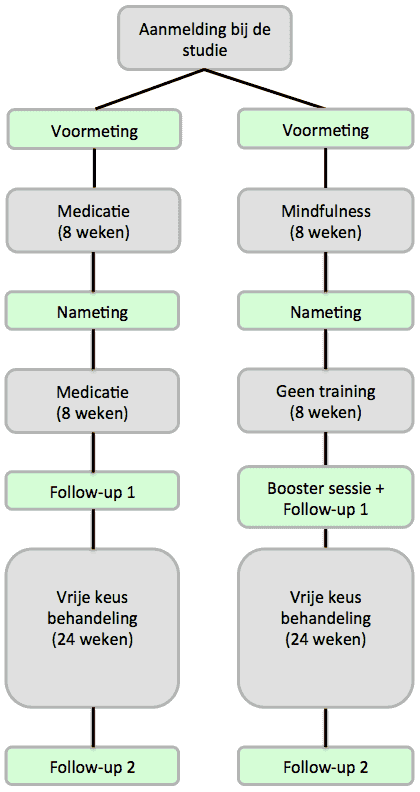 Aanmelding bij de
studie
Voormeting
Voormeting
Medicatie
(8 weken)
Mindfulness
(8 weken)
Nameting
Nameting
Medicatie
(8 weken)
Geen training
(8 weken)
Follow-up 1
Booster sessie +
Follow-up 1
Vrije keus
behandeling
(24 weken)
Vrije keus
behandeling
(24 weken)
Follow-up 2
Follow-up 2